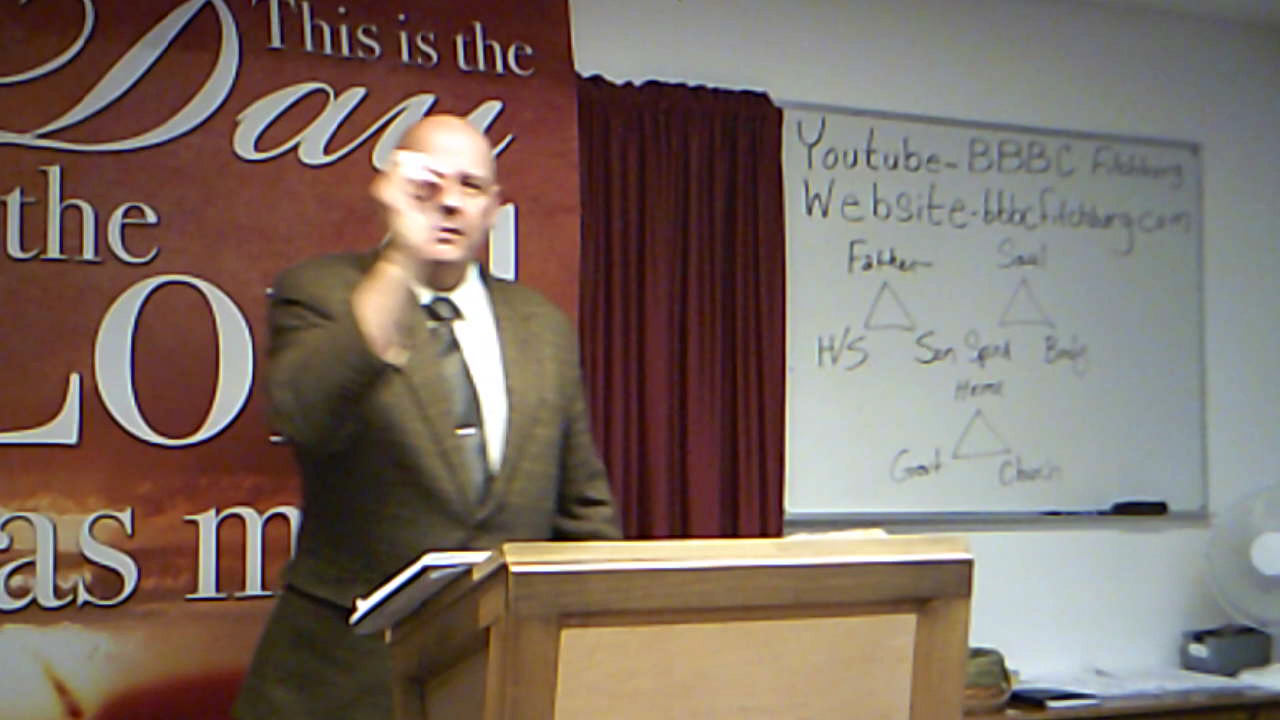 This is the
Day
the
LO
as m
Youtube-BBBC Fitchburg
Website-bbbcfitchburg.com
Father Soul
H/S Son Spirit Body
Home
Govt Church